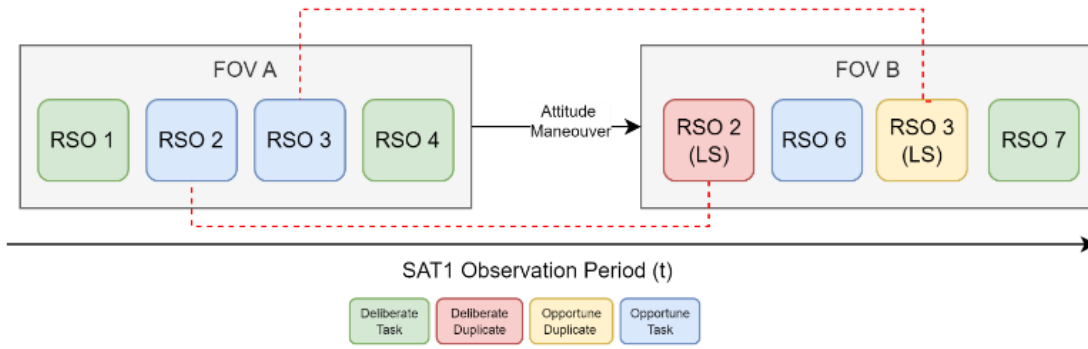 FOV A
FOV B
RSO 1
RSO 2
RSO 3
RSO 4
Attitude
Maneouver
RSO 2
(LS)
RSO 6
RSO 3
(LS)
RSO 7
SAT1 Observation Period (t)
Deliberate
Task
Deliberate
Duplicate
Opportune
Duplicate
Opportune
Task